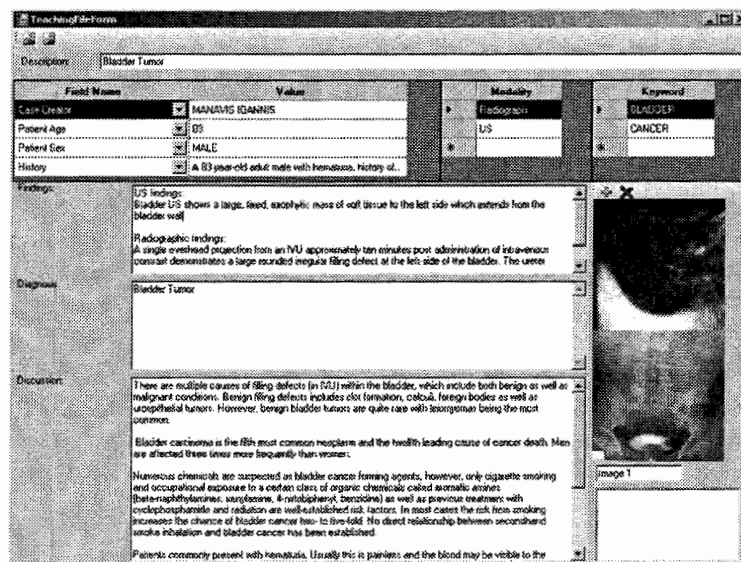 TeachingFileForm
Description: Bladder Tumor
Field Name Value Modality Keyword
Case Creator MANAVIS IOANNIS Radiograph BLADDER
Patient Age 83 US CANCER
Patient Sex MALE
History A 83 year-old adult male with hematuria, history of..
Findings: US findings:
Bladder US shows a large, fixed, exophytic mass of soft tissue to the left side which extends from the
bladder wall
Radiographic findings:
A single overhead projection from an IVU approximately ten minutes post administration of intravenous
contrast demonstrates a large rounded irregular filling defect at the left side of the bladder. The ureter
Diagnosis: Bladder Tumor
Discussion: There are multiple causes of filling defects (in IVU) within the bladder, which include both benign as well as
malignant conditions. Benign filling defects includes clot formation, calculi, foreign bodies as well as
uroepithelial tumors. However, benign bladder tumors are quite rare with leiomyomas being the most
common.
Bladder carcinoma is the fifth most common neoplasm and the twelfth leading cause of cancer death. Men
are affected three times more frequently than women.
Numerous chemicals are suspected as bladder cancer forming agents, however, only cigarette smoking
and occupational exposure to a certain class of organic chemicals called aromatic amines
(beta-naphthylamines, xenylamine, 4-nitrobiphenyl, benzidine) as well as previous treatment with
cyclophosphamide and radiation are well-established risk factors. In most cases the risk from smoking
increases the chance of bladder cancer two- to five-fold. No direct relationship between secondhand
smoke inhalation and bladder cancer has been established.
Patients commonly present with hematuria. Usually this is painless and the blood may be visible to the
image 1